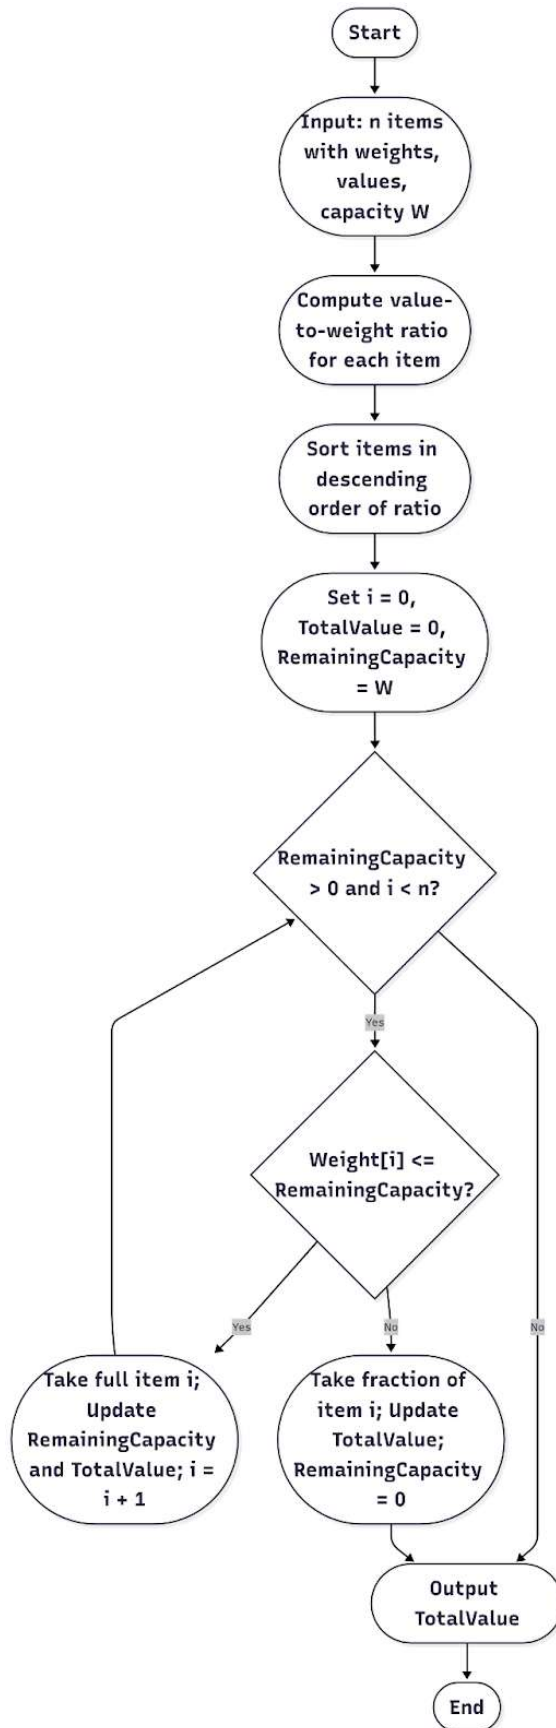 Start
Input: n items
with weights,
values,
capacity W
Compute value-
to-weight ratio
for each item
Sort items in
descending
order of ratio
Set i = 0,
TotalValue = 0,
RemainingCapacity
= W
RemainingCapacity
> 0 and i < n?
Yes
Weight[i] <=
RemainingCapacity?
Yes
No
No
Take full item i;
Update
RemainingCapacity
and TotalValue; i =
i + 1
Take fraction of
item i; Update
TotalValue;
RemainingCapacity
= 0
Output
TotalValue
End